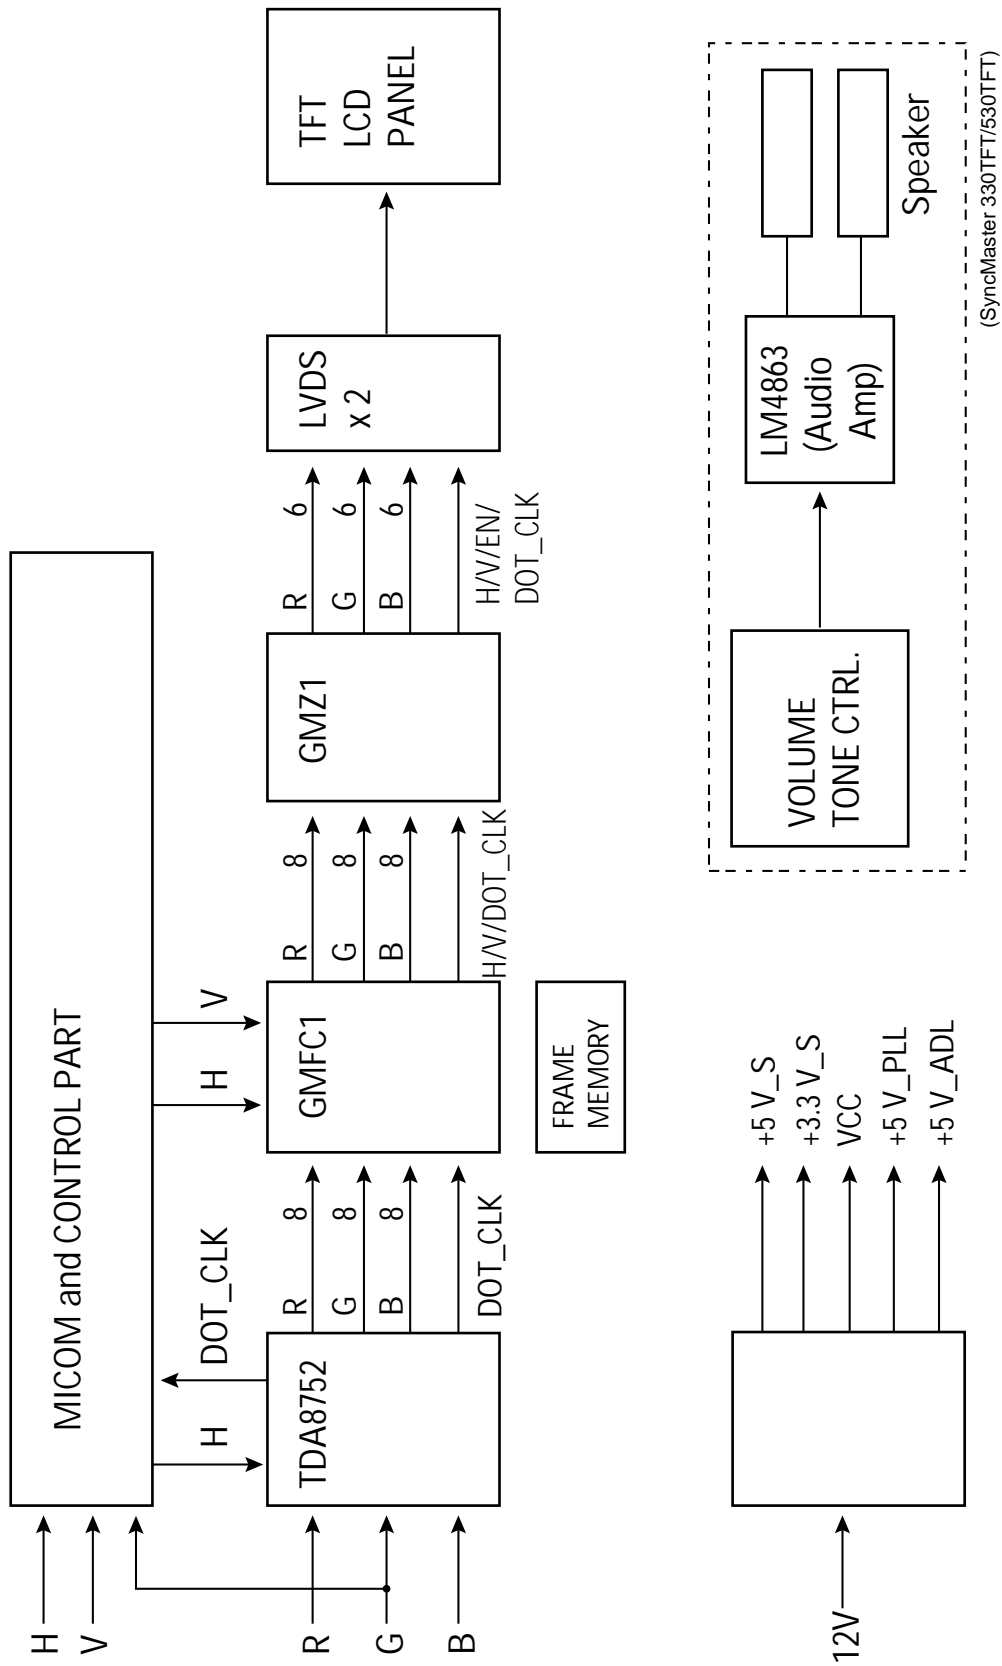 MICOM and CONTROL PART
H
V
H
DOT_CLK
H
V
R
G
B
TDA8752
R 8
G 8
B 8
DOT_CLK
GMFC1
R 8
G 8
B 8
H/V/DOT_CLK
GMZ1
R 6
G 6
B 6
H/V/EN/
DOT_CLK
LVDS
x 2
TFT
LCD
PANEL
FRAME
MEMORY
12V
+5 V_S
+3.3 V_S
VCC
+5 V_PLL
+5 V_ADL
VOLUME
TONE CTRL.
LM4863
(Audio
Amp)
Speaker
(SyncMaster 330TFT/530TFT)